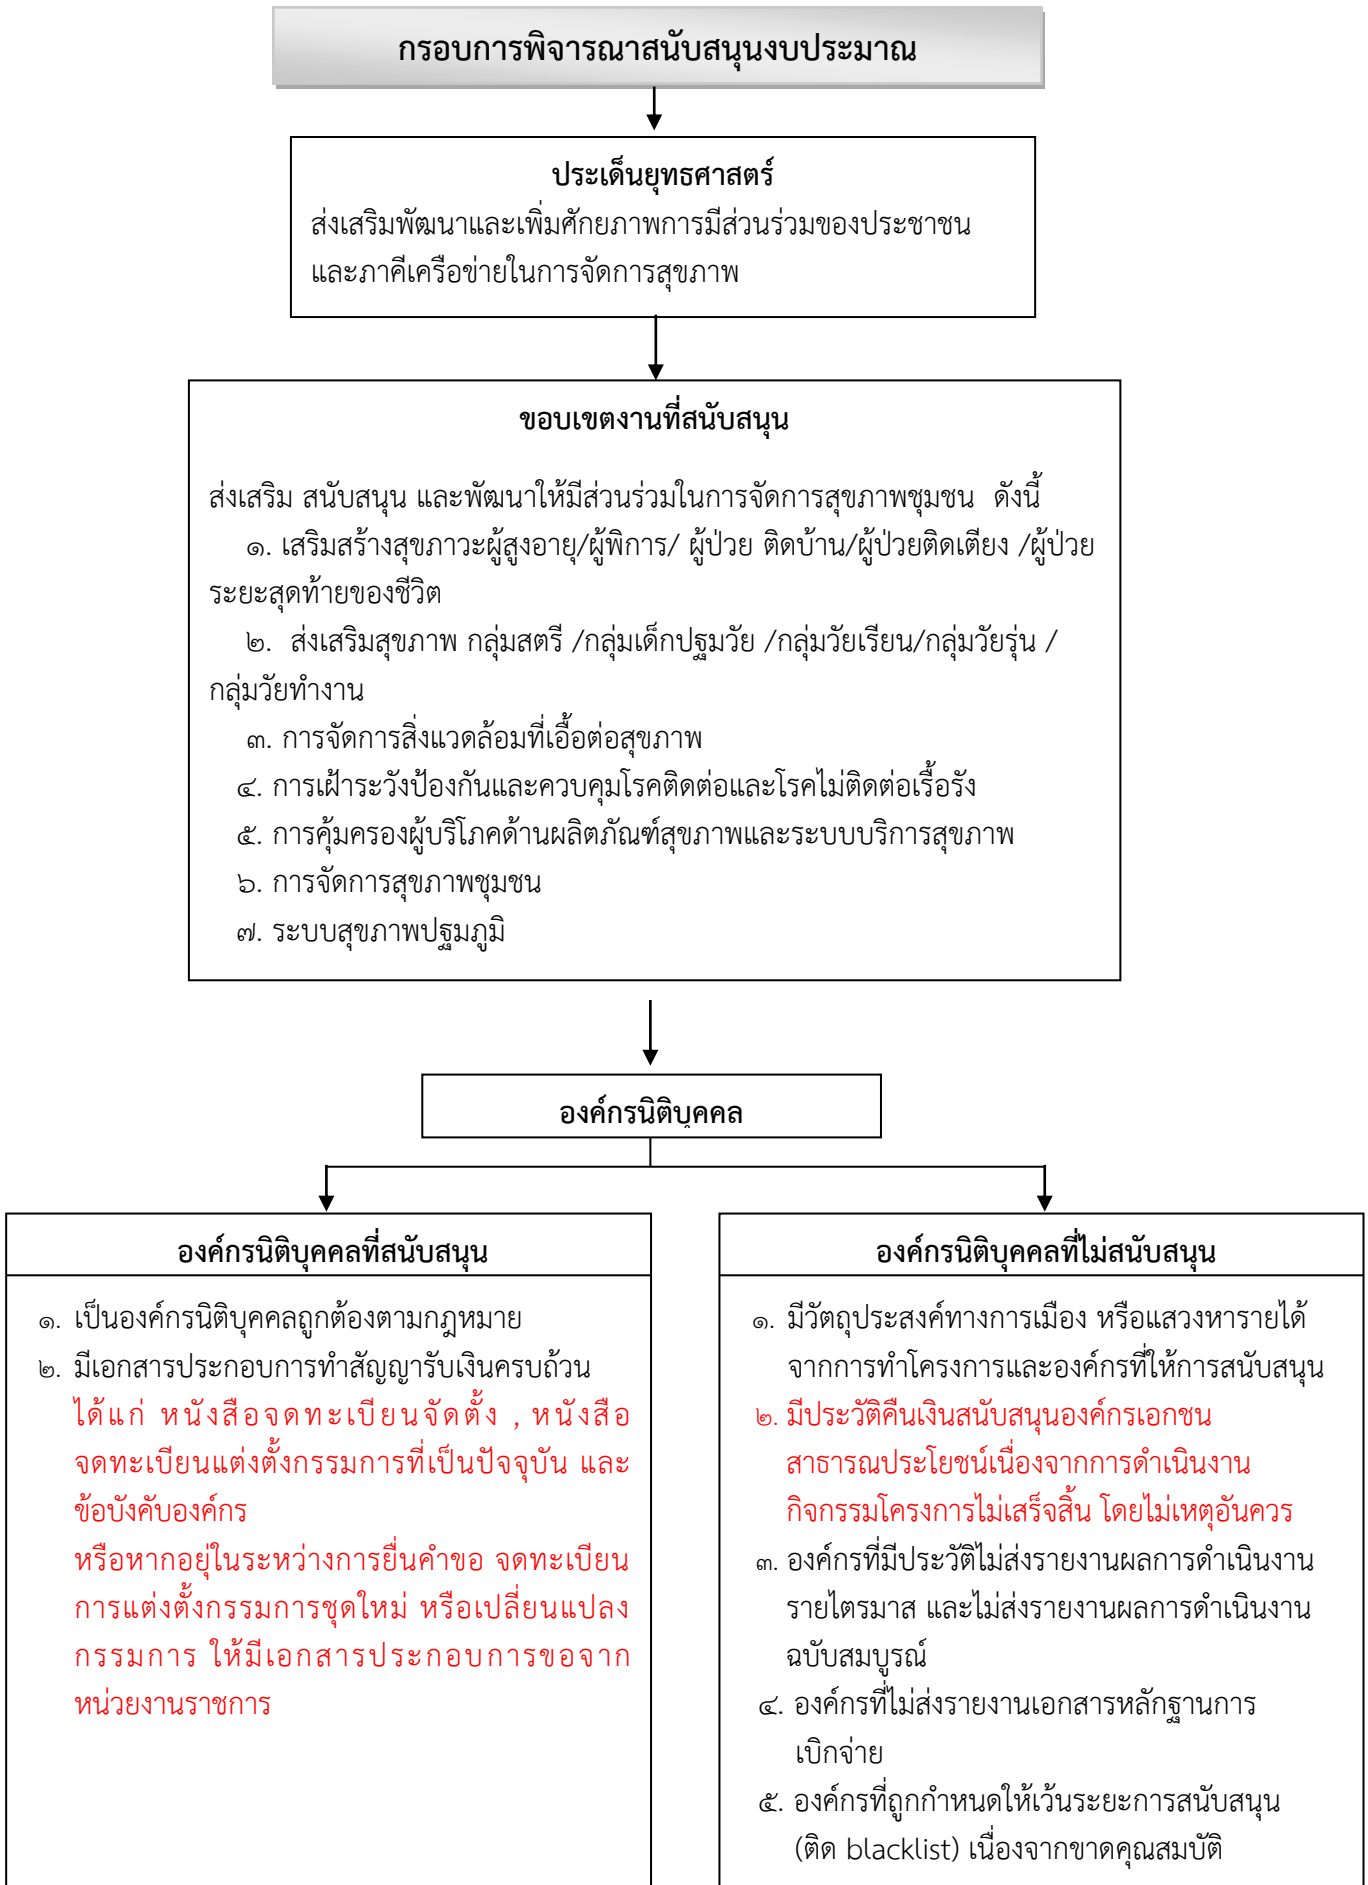 กรอบการพิจารณาสนับสนุนงบประมาณ
ประเด็นยุทธศาสตร์
ส่งเสริมพัฒนาและเพิ่มศักยภาพการมีส่วนร่วมของประชาชน
และภาคีเครือข่ายในการจัดการสุขภาพ
ขอบเขตงานที่สนับสนุน
ส่งเสริม สนับสนุน และพัฒนาให้มีส่วนร่วมในการจัดการสุขภาพชุมชน ดังนี้
๑. เสริมสร้างสุขภาวะผู้สูงอายุ/ผู้พิการ/ ผู้ป่วย ติดบ้าน/ผู้ป่วยติดเตียง /ผู้ป่วย
ระยะสุดท้ายของชีวิต
๒. ส่งเสริมสุขภาพ กลุ่มสตรี /กลุ่มเด็กปฐมวัย /กลุ่มวัยเรียน/กลุ่มวัยรุ่น /
กลุ่มวัยทำงาน
๓. การจัดการสิ่งแวดล้อมที่เอื้อต่อสุขภาพ
๔. การเฝ้าระวังป้องกันและควบคุมโรคติดต่อและโรคไม่ติดต่อเรื้อรัง
๕. การคุ้มครองผู้บริโภคด้านผลิตภัณฑ์สุขภาพและระบบบริการสุขภาพ
๖. การจัดการสุขภาพชุมชน
๗. ระบบสุขภาพปฐมภูมิ
องค์กรนิติบุคคล
องค์กรนิติบุคคลที่สนับสนุน
๑. เป็นองค์กรนิติบุคคลถูกต้องตามกฎหมาย
๒. มีเอกสารประกอบการทำสัญญารับเงินครบถ้วน
ได้แก่ หนังสือจดทะเบียนจัดตั้ง , หนังสือ
จดทะเบียนแต่งตั้งกรรมการที่เป็นปัจจุบัน และ
ข้อบังคับองค์กร
หรือหากอยู่ในระหว่างการยื่นคำขอ จดทะเบียน
การแต่งตั้งกรรมการชุดใหม่ หรือเปลี่ยนแปลง
กรรมการ ให้มีเอกสารประกอบการขอจาก
หน่วยงานราชการ
องค์กรนิติบุคคลที่ไม่สนับสนุน
๑. มีวัตถุประสงค์ทางการเมือง หรือแสวงหารายได้
จากการทำโครงการและองค์กรที่ให้การสนับสนุน
๒. มีประวัติคืนเงินสนับสนุนองค์กรเอกชน
สาธารณประโยชน์เนื่องจากการดำเนินงาน
กิจกรรมโครงการไม่เสร็จสิ้น โดยไม่เหตุอันควร
๓. องค์กรที่มีประวัติไม่ส่งรายงานผลการดำเนินงาน
รายไตรมาส และไม่ส่งรายงานผลการดำเนินงาน
ฉบับสมบูรณ์
๔. องค์กรที่ไม่ส่งรายงานเอกสารหลักฐานการ
เบิกจ่าย
๕. องค์กรที่ถูกกำหนดให้เว้นระยะการสนับสนุน
(ติด blacklist) เนื่องจากขาดคุณสมบัติ